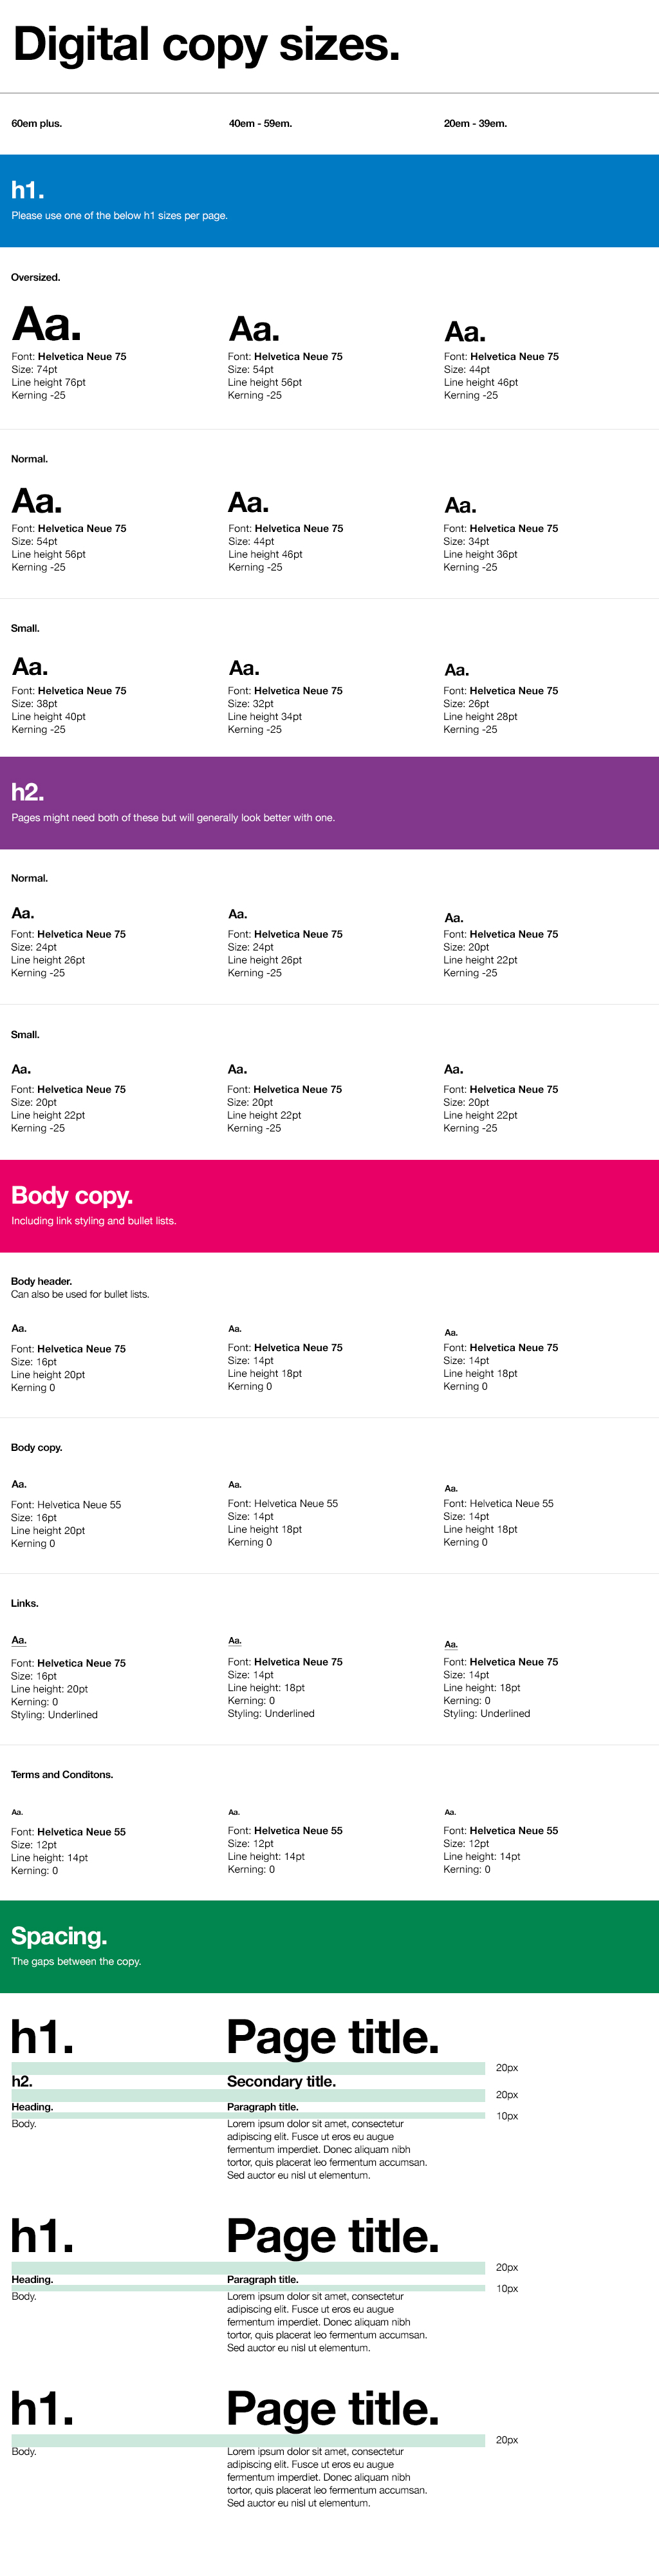 Digital copy sizes.
60em plus.
40em - 59em.
20em - 39em.
h1.
Please use one of the below h1 sizes per page.
Oversized.
Aa.
Font: Helvetica Neue 75
Size: 74pt
Line height 76pt
Kerning -25
Aa.
Font: Helvetica Neue 75
Size: 54pt
Line height 56pt
Kerning -25
Aa.
Font: Helvetica Neue 75
Size: 44pt
Line height 46pt
Kerning -25
Normal.
Aa.
Font: Helvetica Neue 75
Size: 54pt
Line height 56pt
Kerning -25
Aa.
Font: Helvetica Neue 75
Size: 44pt
Line height 46pt
Kerning -25
Aa.
Font: Helvetica Neue 75
Size: 34pt
Line height 36pt
Kerning -25
Small.
Aa.
Font: Helvetica Neue 75
Size: 38pt
Line height 40pt
Kerning -25
Aa.
Font: Helvetica Neue 75
Size: 32pt
Line height 34pt
Kerning -25
Aa.
Font: Helvetica Neue 75
Size: 26pt
Line height 28pt
Kerning -25
h2.
Pages might need both of these but will generally look better with one.
Normal.
Aa.
Font: Helvetica Neue 75
Size: 24pt
Line height 26pt
Kerning -25
Aa.
Font: Helvetica Neue 75
Size: 24pt
Line height 26pt
Kerning -25
Aa.
Font: Helvetica Neue 75
Size: 20pt
Line height 22pt
Kerning -25
Small.
Aa.
Font: Helvetica Neue 75
Size: 20pt
Line height 22pt
Kerning -25
Aa.
Font: Helvetica Neue 75
Size: 20pt
Line height 22pt
Kerning -25
Aa.
Font: Helvetica Neue 75
Size: 20pt
Line height 22pt
Kerning -25
Body copy.
Including link styling and bullet lists.
Body header.
Can also be used for bullet lists.
Aa.
Font: Helvetica Neue 75
Size: 16pt
Line height 20pt
Kerning 0
Aa.
Font: Helvetica Neue 75
Size: 14pt
Line height 18pt
Kerning 0
Aa.
Font: Helvetica Neue 75
Size: 14pt
Line height 18pt
Kerning 0
Body copy.
Aa.
Font: Helvetica Neue 55
Size: 16pt
Line height 20pt
Kerning 0
Aa.
Font: Helvetica Neue 55
Size: 14pt
Line height 18pt
Kerning 0
Aa.
Font: Helvetica Neue 55
Size: 14pt
Line height 18pt
Kerning 0
Links.
Aa.
Font: Helvetica Neue 75
Size: 16pt
Line height: 20pt
Kerning: 0
Styling: Underlined
Aa.
Font: Helvetica Neue 75
Size: 14pt
Line height: 18pt
Kerning: 0
Styling: Underlined
Aa.
Font: Helvetica Neue 75
Size: 14pt
Line height: 18pt
Kerning: 0
Styling: Underlined
Terms and Conditons.
Aa.
Font: Helvetica Neue 55
Size: 12pt
Line height: 14pt
Kerning: 0
Aa.
Font: Helvetica Neue 55
Size: 12pt
Line height: 14pt
Kerning: 0
Aa.
Font: Helvetica Neue 55
Size: 12pt
Line height: 14pt
Kerning: 0
Spacing.
The gaps between the copy.
h1.
Page title.
20px
h2.
Secondary title.
20px
Heading.
Paragraph title.
10px
Body.
Lorem ipsum dolor sit amet, consectetur
adipiscing elit. Fusce ut eros eu augue
fermentum imperdiet. Donec aliquam nibh
tortor, quis placerat leo fermentum accumsan.
Sed auctor eu nisl ut elementum.
h1.
Page title.
20px
Heading.
Paragraph title.
10px
Body.
Lorem ipsum dolor sit amet, consectetur
adipiscing elit. Fusce ut eros eu augue
fermentum imperdiet. Donec aliquam nibh
tortor, quis placerat leo fermentum accumsan.
Sed auctor eu nisl ut elementum.
h1.
Page title.
20px
Body.
Lorem ipsum dolor sit amet, consectetur
adipiscing elit. Fusce ut eros eu augue
fermentum imperdiet. Donec aliquam nibh
tortor, quis placerat leo fermentum accumsan.
Sed auctor eu nisl ut elementum.